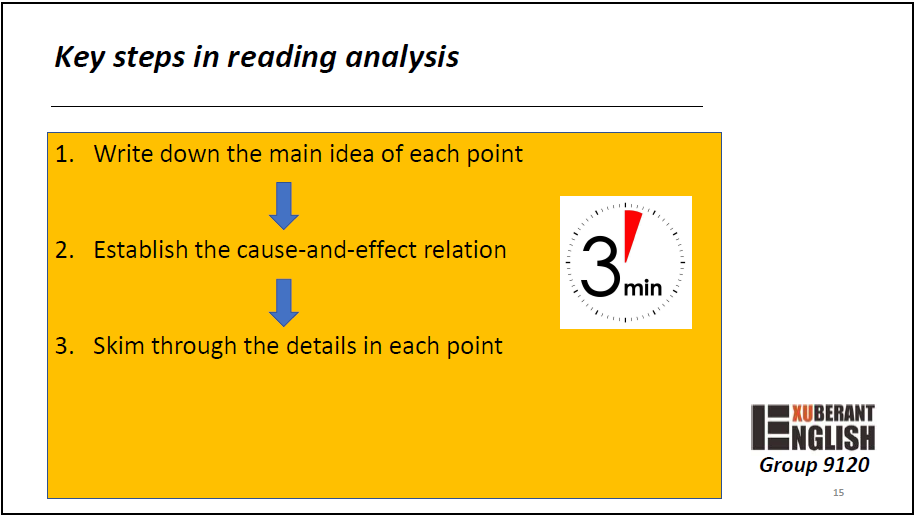 Key steps in reading analysis
1. Write down the main idea of each point
2. Establish the cause-and-effect relation
3 min
3. Skim through the details in each point
EXUBERANT
ENGLISH
Group 9120
15